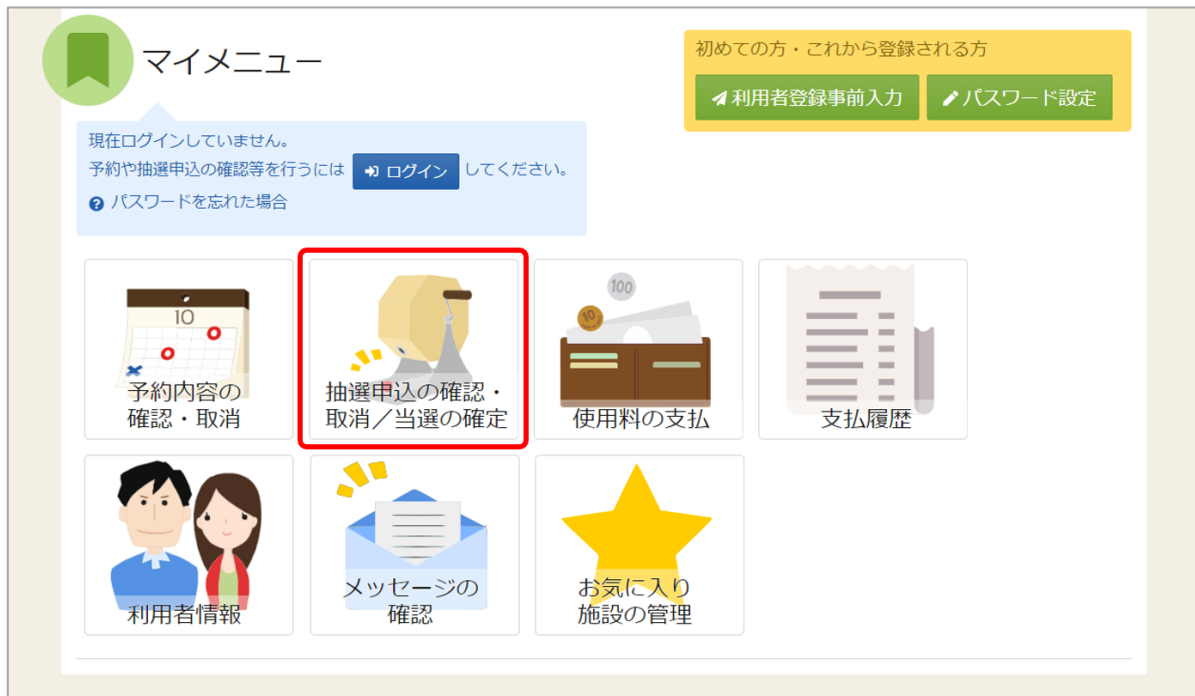 マイメニュー
初めての方・これから登録される方
利用者登録事前入力
パスワード設定
現在ログインしていません。
予約や抽選申込の確認等を行うには ログイン してください。
パスワードを忘れた場合
10
予約内容の
確認・取消
抽選申込の確認・
取消／当選の確定
100
10
使用料の支払
支払履歴
利用者情報
メッセージの
確認
お気に入り
施設の管理